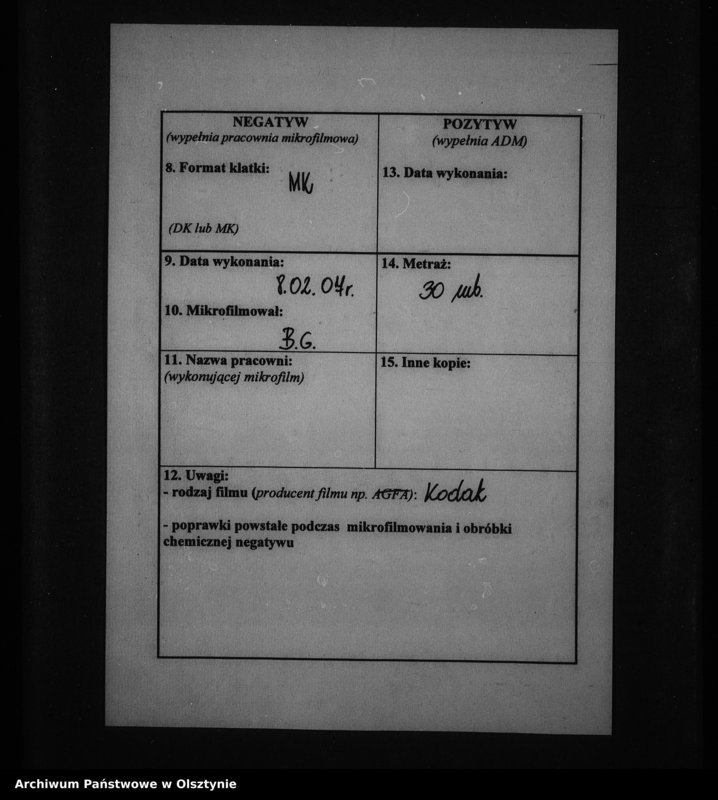 NEGATYW
(wypełnia pracownia mikrofilmowa)
8. Format klatki:
MK
(DK lub MK)
POZYTYW
(wypełnia ADM)
13. Data wykonania:
9. Data wykonania:
8.02.04r.
10. Mikrofilmował:
B.G.
14. Metraż:
30 mb.
11. Nazwa pracowni:
(wykonującej mikrofilm)
15. Inne kopie:
12. Uwagi:
- rodzaj filmu (producent filmu np. AGFA): Kodak
- poprawki powstałe podczas mikrofilmowania i obróbki
chemicznej negatywu
Archiwum Państwowe w Olsztynie